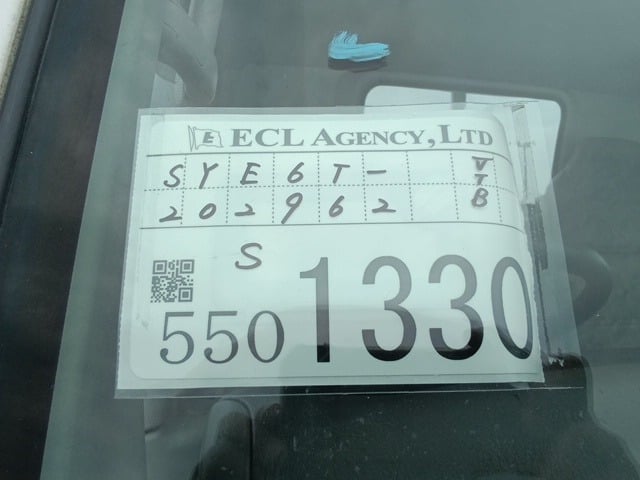 E ECL AGENCY, LTD
SYE6T- VTB
202962
S
550 1330